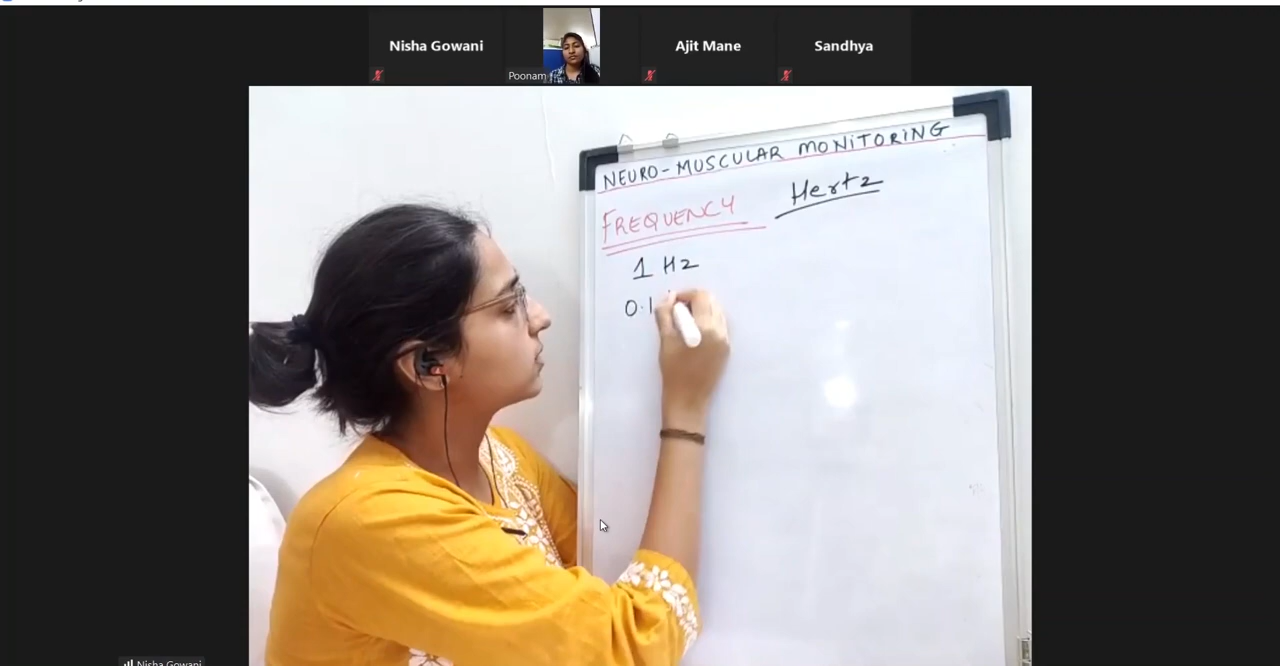 Nisha Gowani
Poonam
Ajit Mane
Sandhya
NEURO-MUSCULAR MONITORING
FREQUENCY
Hertz
1 Hz
0.1
Nisha Gowani